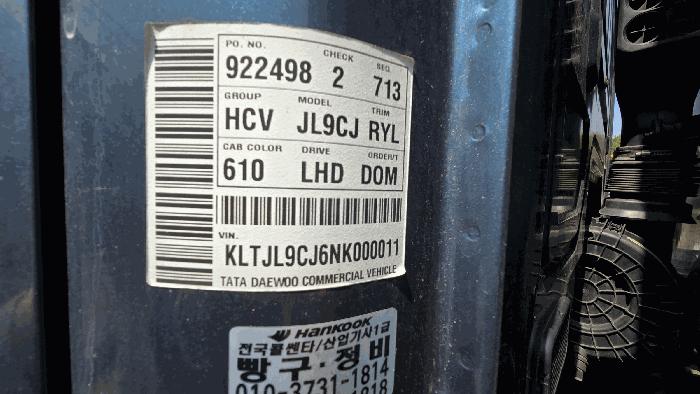 PO. NO. CHECK SEQ.
922498 2 713
GROUP MODEL TRIM
HCV JL9CJ RYL
CAB COLOR DRIVE ORDER/T
610 LHD DOM
VIN.
KLTJL9CJ6NK000011
TATA DAEWOO COMMERCIAL VEHICLE
Hankook
전국콜쎈타/산업기사1급
빵구·정비
010-3731-1814